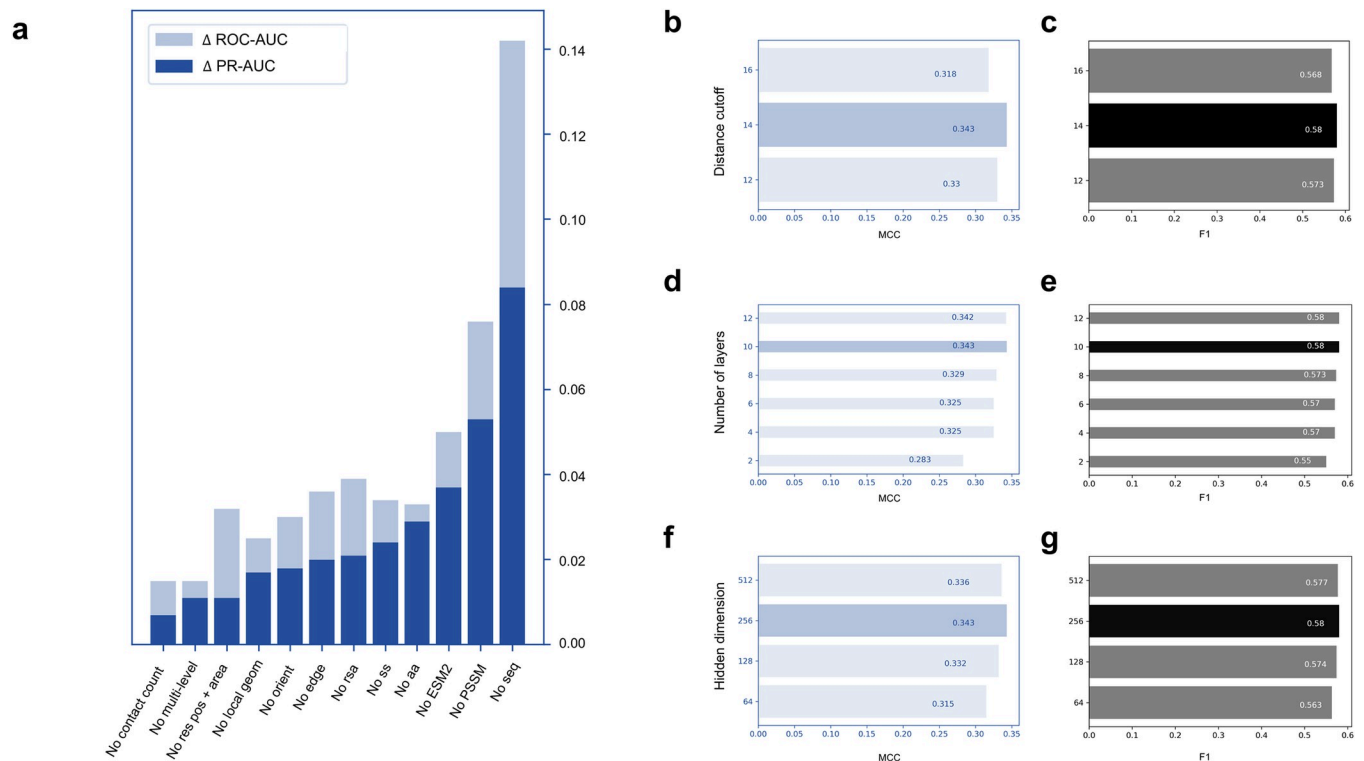 a
Δ ROC-AUC
Δ PR-AUC
0.14
0.12
0.10
0.08
0.06
0.04
0.02
0.00
No contact count
No multi-level
No res pos + area
No local geom
No orient
No edge
No rsa
No ss
No aa
No ESM2
No PSSM
No seq
b
Distance cutoff
16
14
12
0.318
0.343
0.33
0.00 0.05 0.10 0.15 0.20 0.25 0.30 0.35
MCC
c
16
14
12
0.568
0.58
0.573
0.0 0.1 0.2 0.3 0.4 0.5 0.6
F1
d
Number of layers
12
10
8
6
4
2
0.342
0.343
0.329
0.325
0.325
0.283
0.00 0.05 0.10 0.15 0.20 0.25 0.30 0.35
MCC
e
12
10
8
6
4
2
0.58
0.58
0.573
0.57
0.57
0.55
0.0 0.1 0.2 0.3 0.4 0.5 0.6
F1
f
Hidden dimension
512
256
128
64
0.336
0.343
0.332
0.315
0.00 0.05 0.10 0.15 0.20 0.25 0.30 0.35
MCC
g
512
256
128
64
0.577
0.58
0.574
0.563
0.0 0.1 0.2 0.3 0.4 0.5 0.6
F1